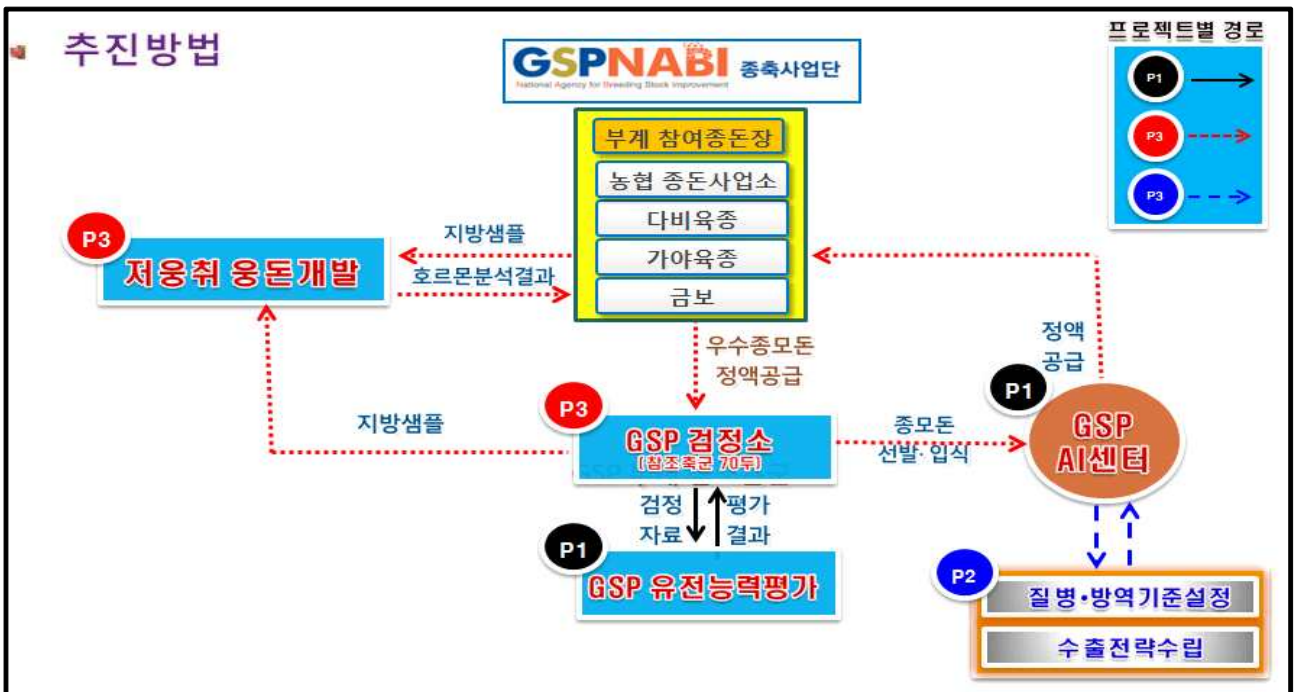 추진방법
GSPNABI 종축사업단
National Agency for Breeding Stock Improvement
프로젝트별 경로
P1
P3
P3
부계 참여종돈장
농협 종돈사업소
다비육종
가야육종
금보
P3
저웅취 웅돈개발
지방샘플
호르몬분석결과
우수종모돈
정액공급
정액
공급
지방샘플
P3
GSP 검정소
(참조축군 70두)
종모돈
선발·입식
P1
GSP
AI센터
검정
자료
평가
결과
P1
GSP 유전능력평가
P2
질병·방역기준설정
수출전략수립